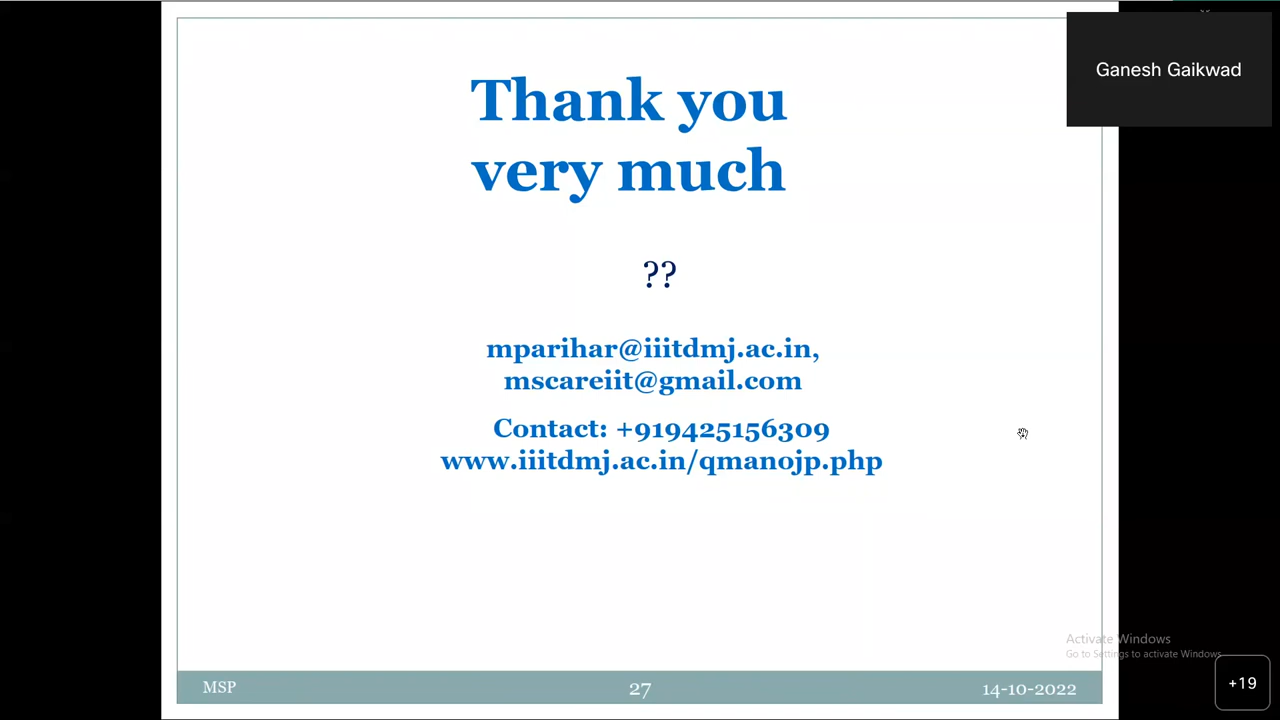 Thank you
very much
??
mparihar@iiitdmj.ac.in,
mscareiit@gmail.com
Contact: +919425156309
www.iiitdmj.ac.in/qmanojp.php
Ganesh Gaikwad
Activate Windows
Go to Settings to activate Windows.
MSP
27
14-10-2022
+19